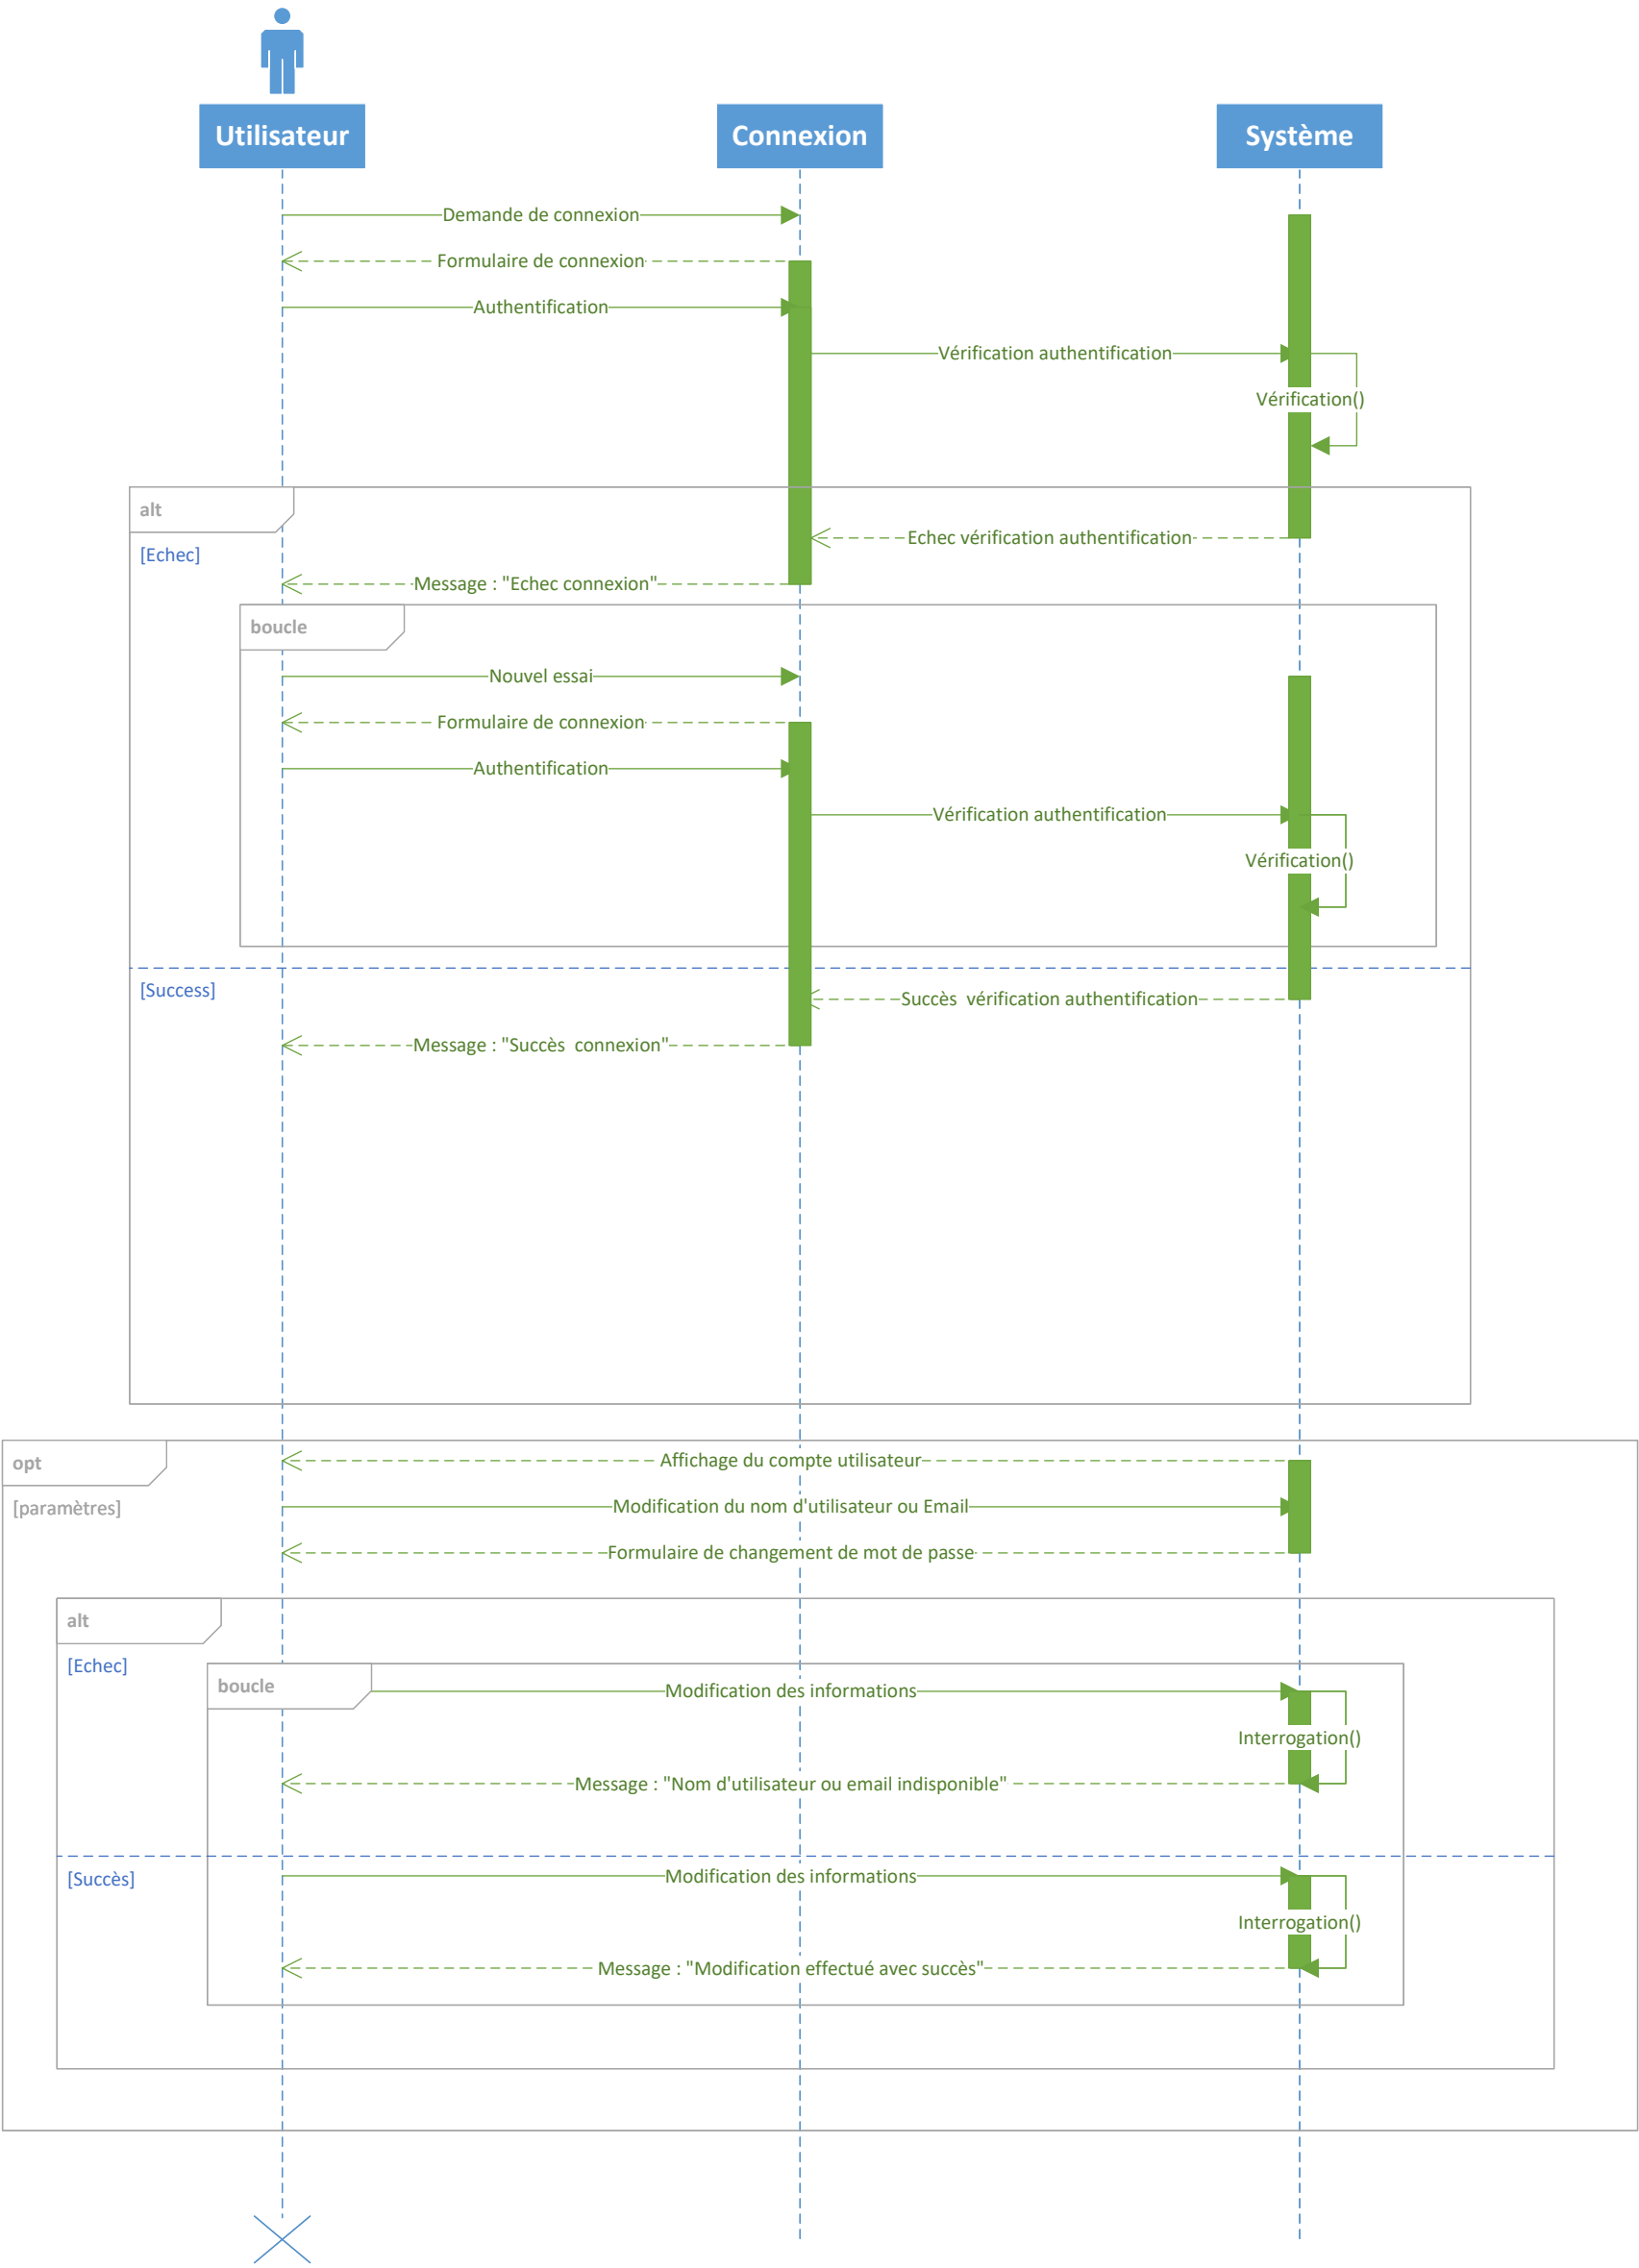 Utilisateur
Connexion
Système
Demande de connexion
Formulaire de connexion
Authentification
Vérification authentification
Vérification()
alt
Echec vérification authentification
[Echec]
Message : "Echec connexion"
boucle
Nouvel essai
Formulaire de connexion
Authentification
Vérification authentification
Vérification()
[Success]
Succès  vérification authentification
Message : "Succès  connexion"
opt
Affichage du compte utilisateur
[paramètres]
Modification du nom d'utilisateur ou Email
Formulaire de changement de mot de passe
alt
[Echec]
boucle
Modification des informations
Interrogation()
Message : "Nom d'utilisateur ou email indisponible"
[Succès]
Modification des informations
Interrogation()
Message : "Modification effectué avec succès"